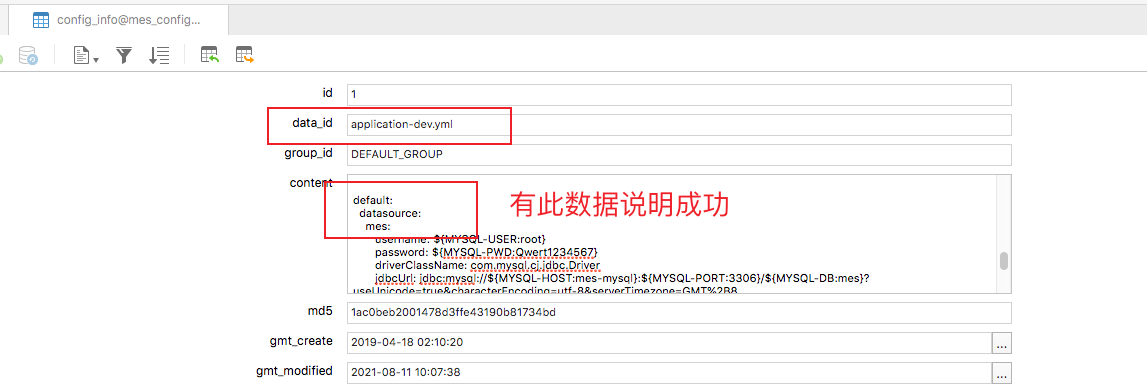 config_info@mes_config...
id 1
data_id application-dev.yml
group_id DEFAULT_GROUP
content
default:
datasource:
mes:
有此数据说明成功
username: ${MYSQL-USER:root}
password: ${MYSQL-PWD:Qwert1234567}
driverClassName: com.mysql.cj.jdbc.Driver
jdbcUrl: jdbc:mysql://${MYSQL-HOST:mes-mysql}:${MYSQL-PORT:3306}/${MYSQL-DB:mes}?
useUnicode=true&characterEncoding=utf-8&serverTimezone=GMT%2B8
md5 1ac0beb2001478d3ffe43190b81734bd
gmt_create 2019-04-18 02:10:20 ...
gmt_modified 2021-08-11 10:07:38 ...